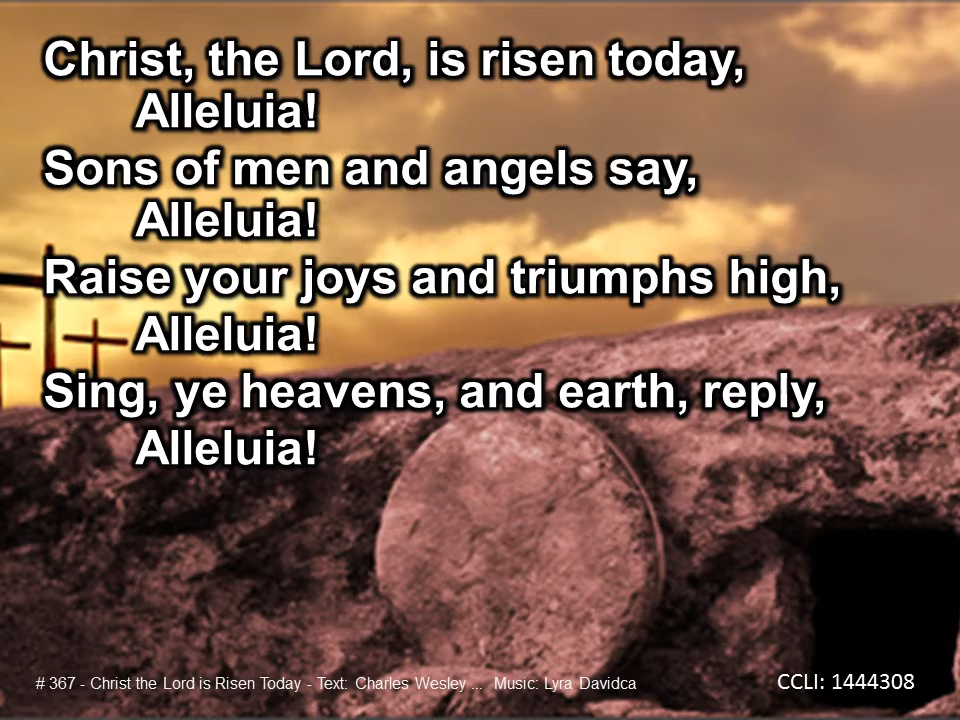 Christ, the Lord, is risen today,
Alleluia!
Sons of men and angels say,
Alleluia!
Raise your joys and triumphs high,
Alleluia!
Sing, ye heavens, and earth, reply,
Alleluia!
# 367 - Christ the Lord is Risen Today - Text: Charles Wesley ... Music: Lyra Davidca
CCLI: 1444308